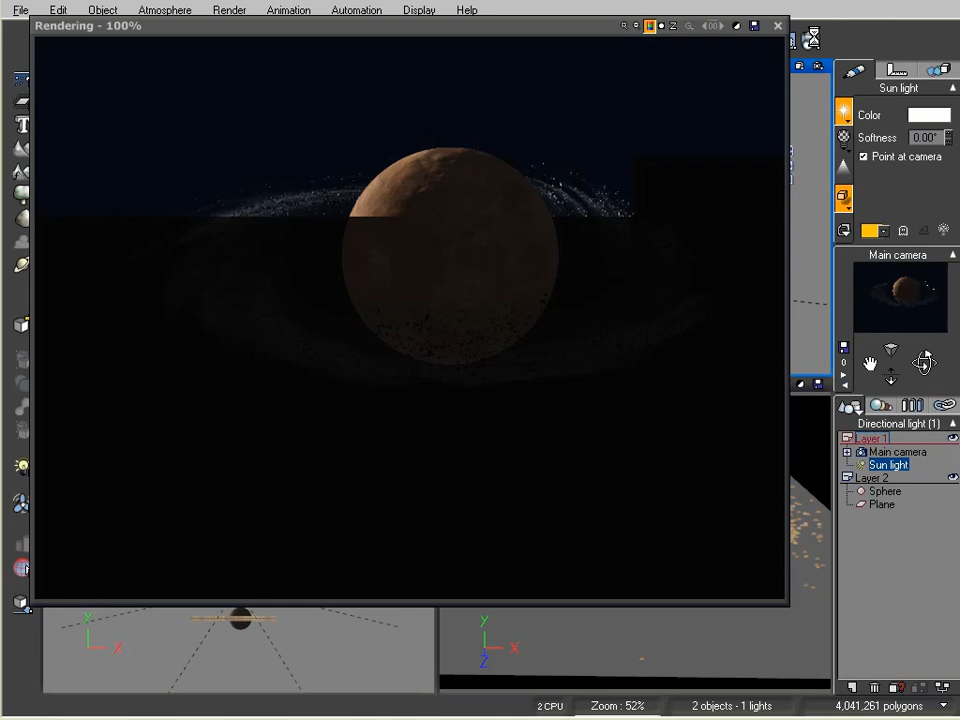 File Edit Object Atmosphere Render Animation Automation Display Help
Rendering - 100%
Sun light
Color
Softness 0.00°
Point at camera
Main camera
0
Directional light (1)
Layer 1
Main camera
Sun light
Layer 2
Sphere
Plane
Y
X
y
X
Z
2 CPU Zoom : 52% 2 objects - 1 lights 4,041,261 polygons